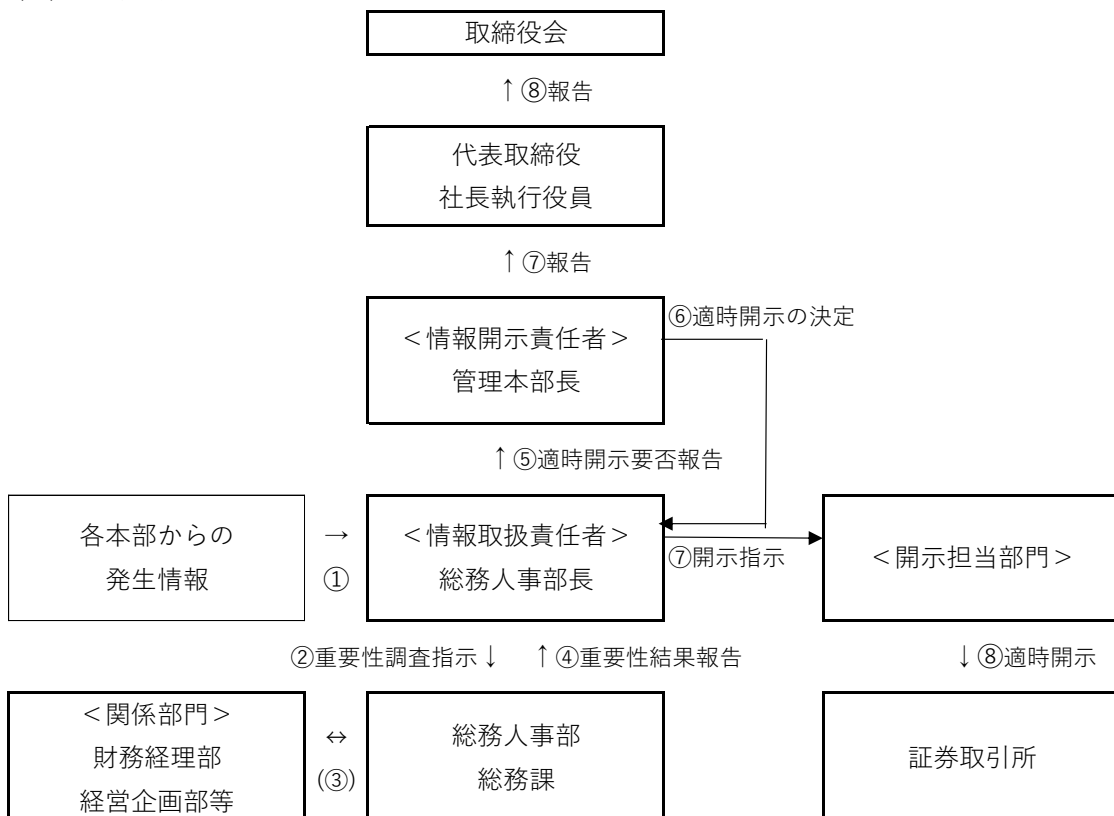 取締役会
↑⑧報告
代表取締役
社長執行役員
↑⑦報告
＜情報開示責任者＞
管理本部長
⑥適時開示の決定
↑⑤適時開示要否報告
各本部からの
発生情報
→
①
＜情報取扱責任者＞
総務人事部長
⑦開示指示
＜開示担当部門＞
②重要性調査指示↓
↑④重要性結果報告
↓⑧適時開示
＜関係部門＞
財務経理部
経営企画部等
↔
(③)
総務人事部
総務課
証券取引所